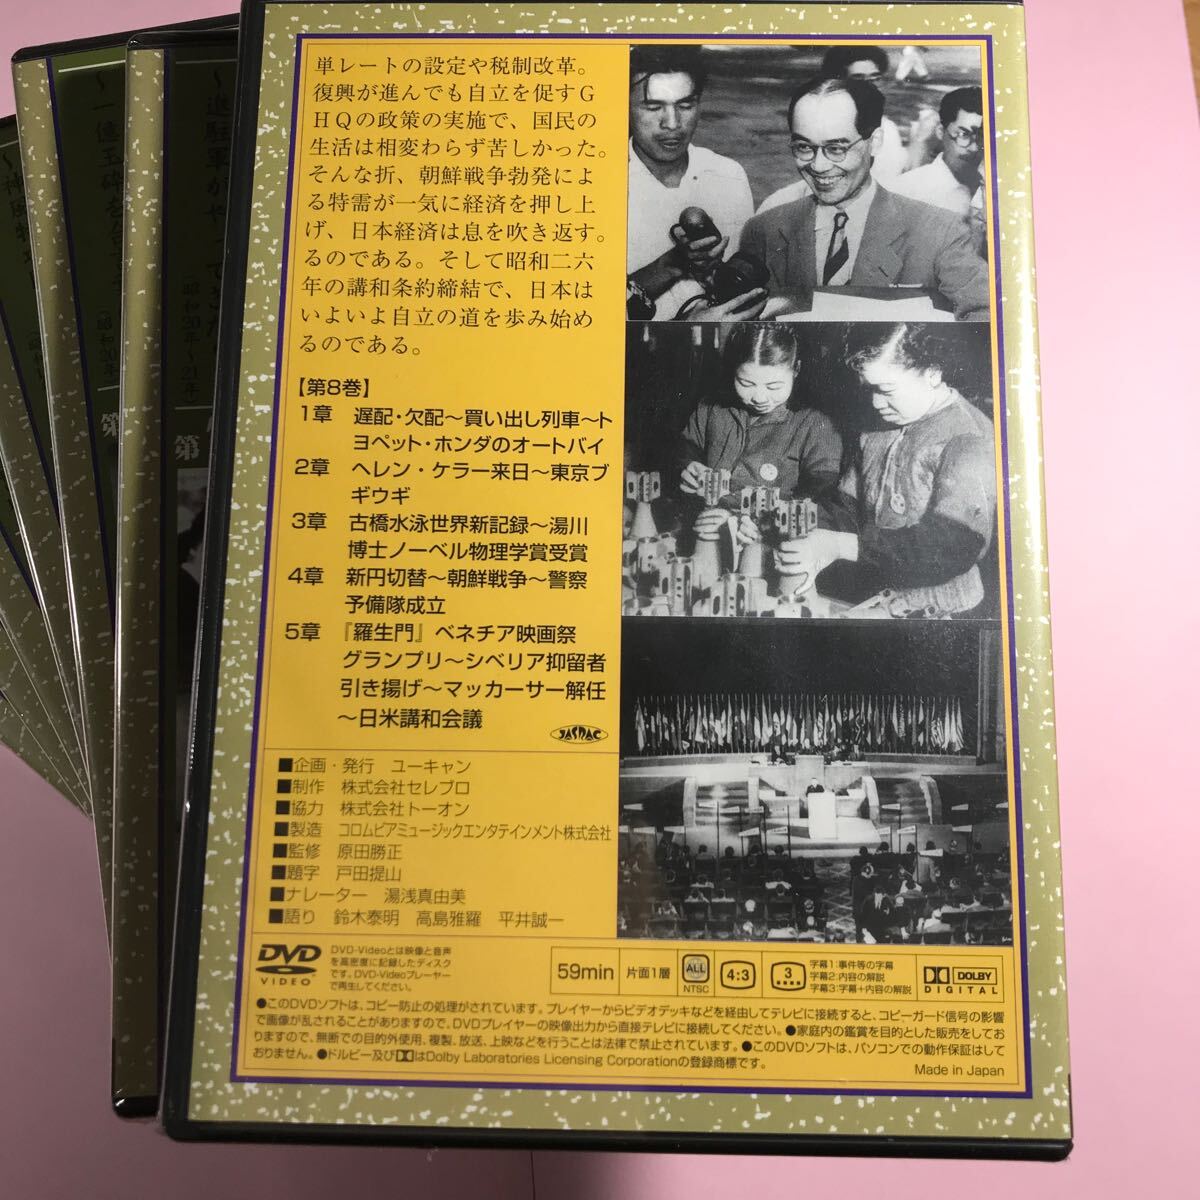 単レートの設定や税制改革。
復興が進んでも自立を促すG
HQの政策の実施で、国民の
生活は相変わらず苦しかった。
そんな折、朝鮮戦争勃発によ
る特需が一気に経済を押し上
げ、日本経済は息を吹き返す。
るのである。そして昭和二六
年の講和条約締結で、日本は
いよいよ自立の道を歩み始め
るのである。
【第8巻】
1章 遅配・欠配〜買い出し列車〜ト
ヨペット・ホンダのオートバイ
2章 ヘレン・ケラー来日〜東京ブ
ギウギ
3章 古橋水泳世界新記録〜湯川
博士ノーベル物理学賞受賞
4章 新円切替〜朝鮮戦争〜警察
予備隊成立
5章 『羅生門』ベネチア映画祭
グランプリ〜シベリア抑留者
引き揚げ〜マッカーサー解任
〜日米講和会議
JASRAC
■企画・発行 ユーキャン
■制作 株式会社セレブロ
■協力 株式会社トーオン
■製造 コロムビアミュージックエンタテインメント株式会社
■監修 原田勝正
■題字 戸田提山
■ナレーター 湯浅真由美
■語り 鈴木泰明 高島雅羅 平井誠一
DVD
VIDEO
DVD-Videoとは映像と音声
を高密度に記録したディスク
です。DVD-Videoプレーヤー
で再生してください。
59min
片面1層
ALL
NTSC
4:3
3
字幕1:事件等の字幕
字幕2:内容の解説
字幕3:字幕+内容の解説
DOLBY
DIGITAL
●このDVDソフトは、コピー防止の処理がされています。プレイヤーからビデオデッキなどを経由してテレビに接続すると、コピーガード信号の影響
で画像が乱されることがありますので、DVDプレイヤーの映像出力から直接テレビに接続してください。●家庭内の鑑賞を目的とした販売をしてお
りますので、無断での目的外使用、複製、放送、上映などを行うことは法律で禁止されています。●このDVDソフトは、パソコンでの動作保証はして
おりません。●ドルビー及びはDolby Laboratories Licensing Corporationの登録商標です。
Made in Japan
〜進駐軍がやってきた
(昭和20年〜21年)
第
〜一億玉砕を
(昭和20年
第
〜神風特